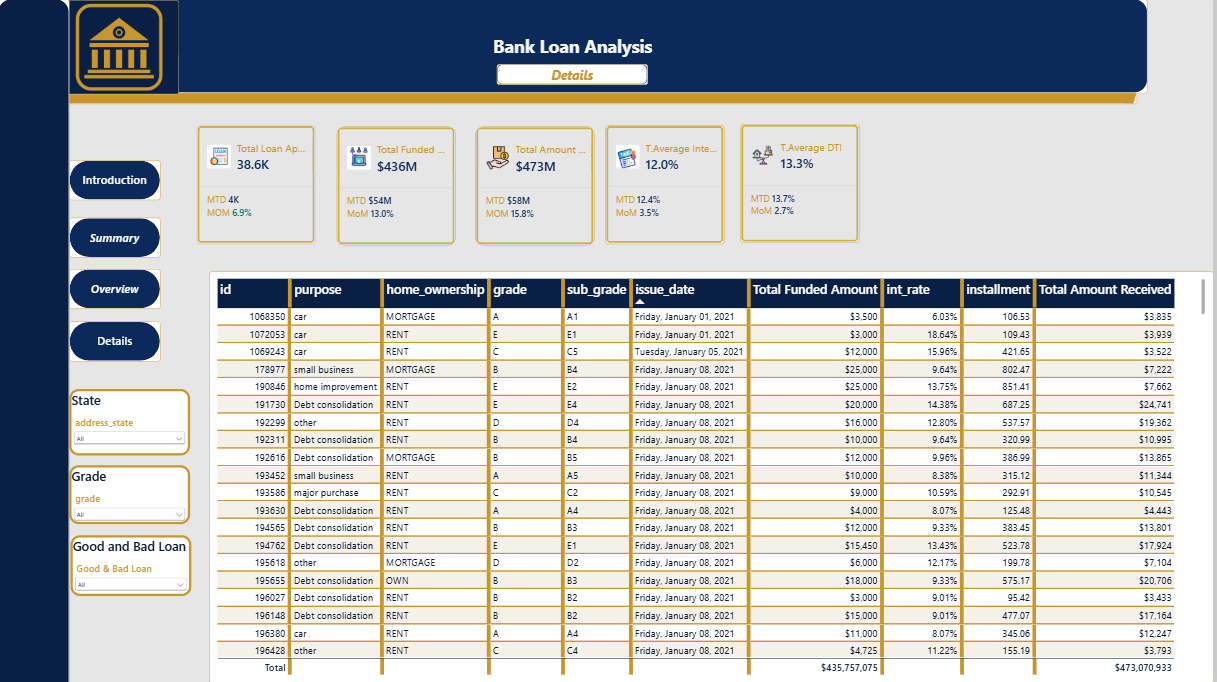 Bank Loan Analysis
Details
Total Loan Ap...
38.6K
MTD 4K
MOM 6.9%
Total Funded ...
$436M
MTD $54M
MoM 13.0%
Total Amount ...
$473M
MTD $58M
MOM 15.8%
T.Average Inte...
12.0%
MTD 12.4%
MoM 3.5%
T.Average DTI
13.3%
MTD 13.7%
MoM 2.7%
Introduction
Summary
Overview
Details
State
address_state
All
Grade
grade
All
Good and Bad Loan
Good & Bad Loan
All
id purpose home_ownership grade sub_grade issue_date Total Funded Amount int_rate installment Total Amount Received
1068350 car MORTGAGE A A1 Friday, January 01, 2021 $3,500 6.03% 106.53 $3,835
1072053 car RENT E E1 Friday, January 01, 2021 $3,000 18.64% 109.43 $3,939
1069243 car RENT C C5 Tuesday, January 05, 2021 $12,000 15.96% 421.65 $3,522
178977 small business MORTGAGE B B4 Friday, January 08, 2021 $25,000 9.64% 802.47 $7,222
190846 home improvement RENT E E2 Friday, January 08, 2021 $25,000 13.75% 851.41 $7,662
191730 Debt consolidation RENT E E4 Friday, January 08, 2021 $20,000 14.38% 687.25 $24,741
192299 other RENT D D4 Friday, January 08, 2021 $16,000 12.80% 537.57 $19,362
192311 Debt consolidation RENT B B4 Friday, January 08, 2021 $10,000 9.64% 320.99 $10,995
192616 Debt consolidation MORTGAGE B B5 Friday, January 08, 2021 $12,000 9.96% 386.99 $13,865
193452 small business RENT A A5 Friday, January 08, 2021 $10,000 8.38% 315.12 $11,344
193586 major purchase RENT C C2 Friday, January 08, 2021 $9,000 10.59% 292.91 $10,545
193630 Debt consolidation RENT A A4 Friday, January 08, 2021 $4,000 8.07% 125.48 $4,443
194565 Debt consolidation RENT B B3 Friday, January 08, 2021 $12,000 9.33% 383.45 $13,801
194762 Debt consolidation RENT E E1 Friday, January 08, 2021 $15,450 13.43% 523.78 $17,924
195618 other MORTGAGE D D2 Friday, January 08, 2021 $6,000 12.17% 199.78 $7,104
195655 Debt consolidation OWN B B3 Friday, January 08, 2021 $18,000 9.33% 575.17 $20,706
196027 Debt consolidation RENT B B2 Friday, January 08, 2021 $3,000 9.01% 95.42 $3,433
196148 Debt consolidation RENT B B2 Friday, January 08, 2021 $15,000 9.01% 477.07 $17,164
196380 car RENT A A4 Friday, January 08, 2021 $11,000 8.07% 345.06 $12,247
196428 other RENT C C4 Friday, January 08, 2021 $4,725 11.22% 155.19 $3,793
Total $435,757,075 $473,070,933